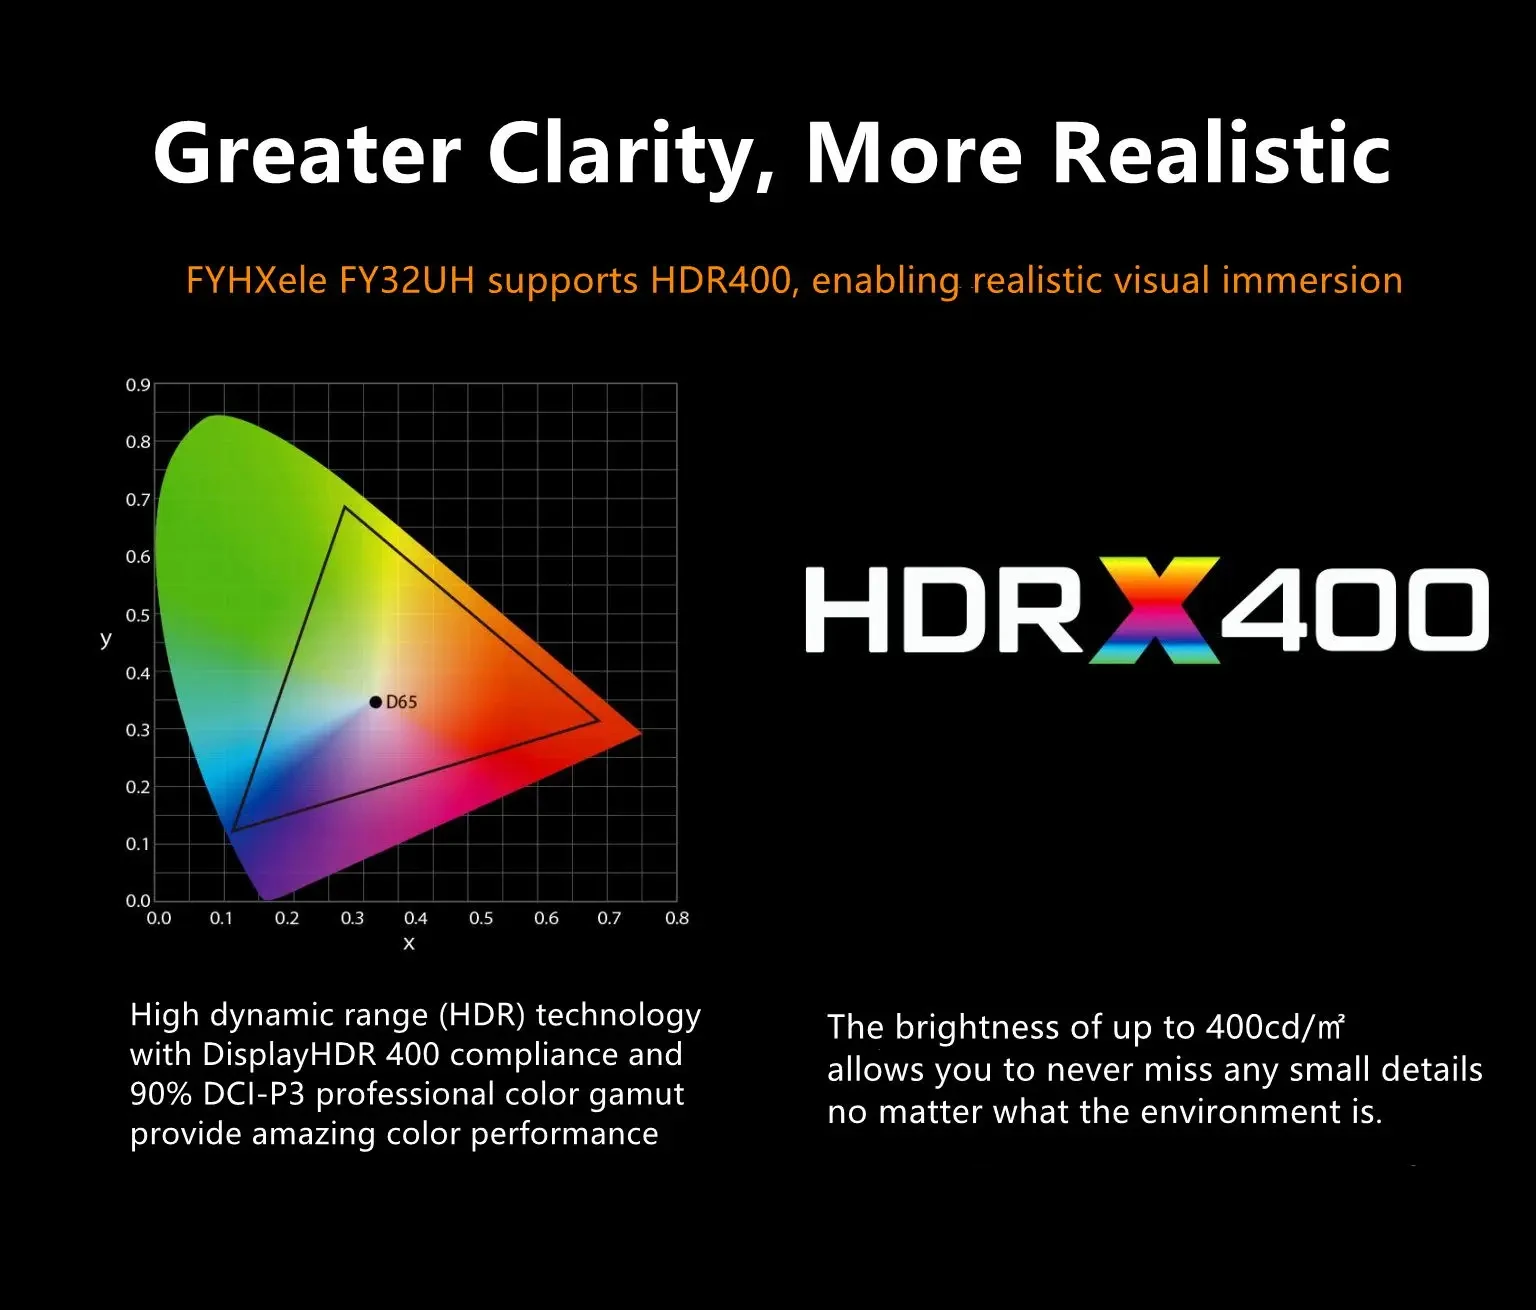 Greater Clarity, More Realistic
FYHXele FY32UH supports HDR400, enabling realistic visual immersion
0.9
0.8
0.7
0.6
0.5
y
0.4
0.3
0.2
0.1
0.0
D65
0.0 0.1 0.2 0.3 0.4 0.5 0.6 0.7 0.8
x
HDRX400
High dynamic range (HDR) technology
with DisplayHDR 400 compliance and
90% DCI-P3 professional color gamut
provide amazing color performance
The brightness of up to 400cd/㎡
allows you to never miss any small details
no matter what the environment is.